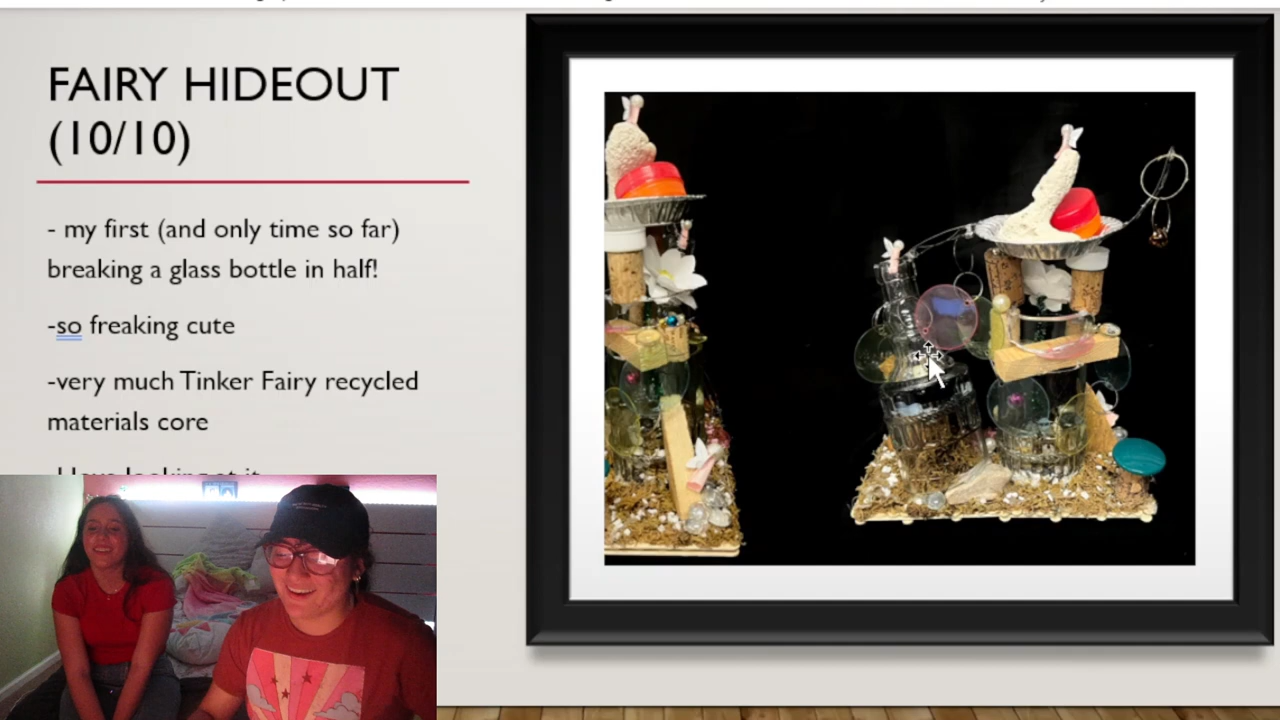 FAIRY HIDEOUT
(10/10)
- my first (and only time so far)
breaking a glass bottle in half!
-so freaking cute
-very much Tinker Fairy recycled
materials core